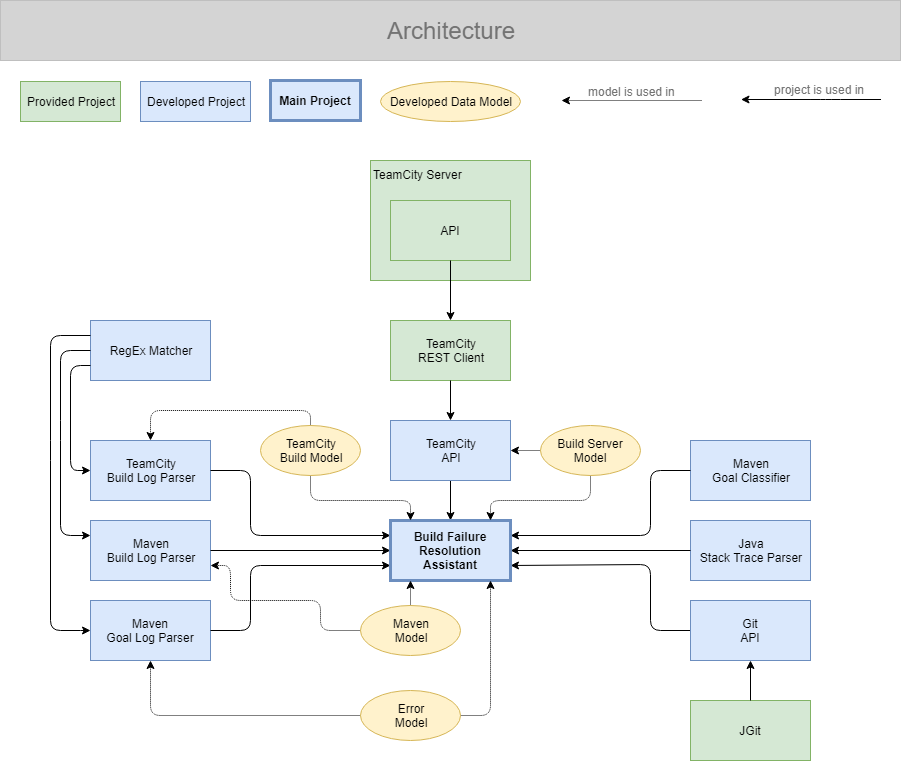 Architecture
Provided Project
Developed Project
Main Project
Developed Data Model
model is used in
project is used in
TeamCity Server
API
TeamCity
REST Client
RegEx Matcher
TeamCity
Build Log Parser
TeamCity
Build Model
TeamCity
API
Build Server
Model
Maven
Goal Classifier
Maven
Build Log Parser
Build Failure
Resolution
Assistant
Java
Stack Trace Parser
Maven
Goal Log Parser
Maven
Model
Git
API
Error
Model
JGit